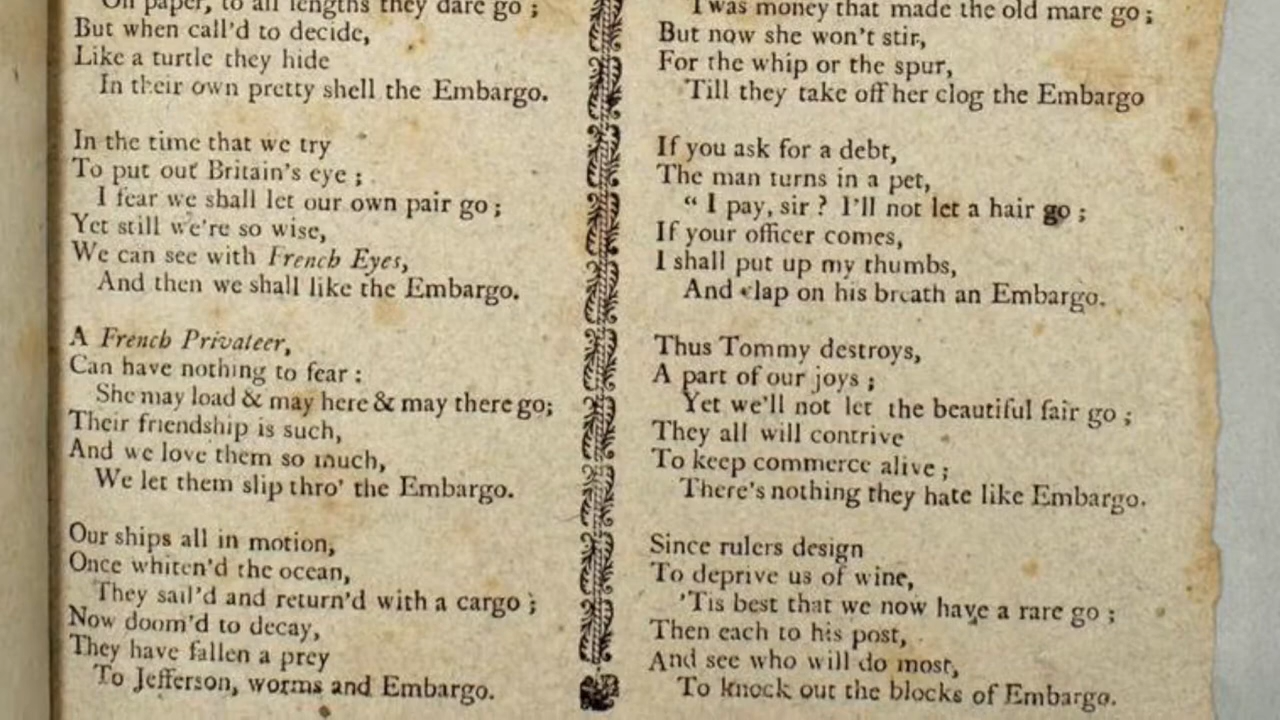 On paper, to all lengths they dare go ;
But when call'd to decide,
Like a turtle they hide
In their own pretty shell the Embargo.
In the time that we try
To put out Britain's eye ;
I fear we shall let our own pair go ;
Yet still we're so wise,
We can see with French Eyes,
And then we shall like the Embargo.
A French Privateer,
Can have nothing to fear :
She may load & may here & may there go;
Their friendship is such,
And we love them so much,
We let them slip thro' the Embargo.
Our ships all in motion,
Once whiten'd the ocean,
They sail'd and return'd with a cargo ;
Now doom'd to decay,
They have fallen a prey
To Jefferson, worms and Embargo.
'Twas money that made the old mare go ;
But now she won't stir,
For the whip or the spur,
Till they take off her clog the Embargo
If you ask for a debt,
The man turns in a pet,
“ I pay, sir ? I'll not let a hair go ;
If your officer comes,
I shall put up my thumbs,
And clap on his breath an Embargo.
Thus Tommy destroys,
A part of our joys ;
Yet we'll not let the beautiful fair go ;
They all will contrive
To keep commerce alive ;
There's nothing they hate like Embargo.
Since rulers design
To deprive us of wine,
'Tis best that we now have a rare go ;
Then each to his post,
And see who will do most,
To knock out the blocks of Embargo.